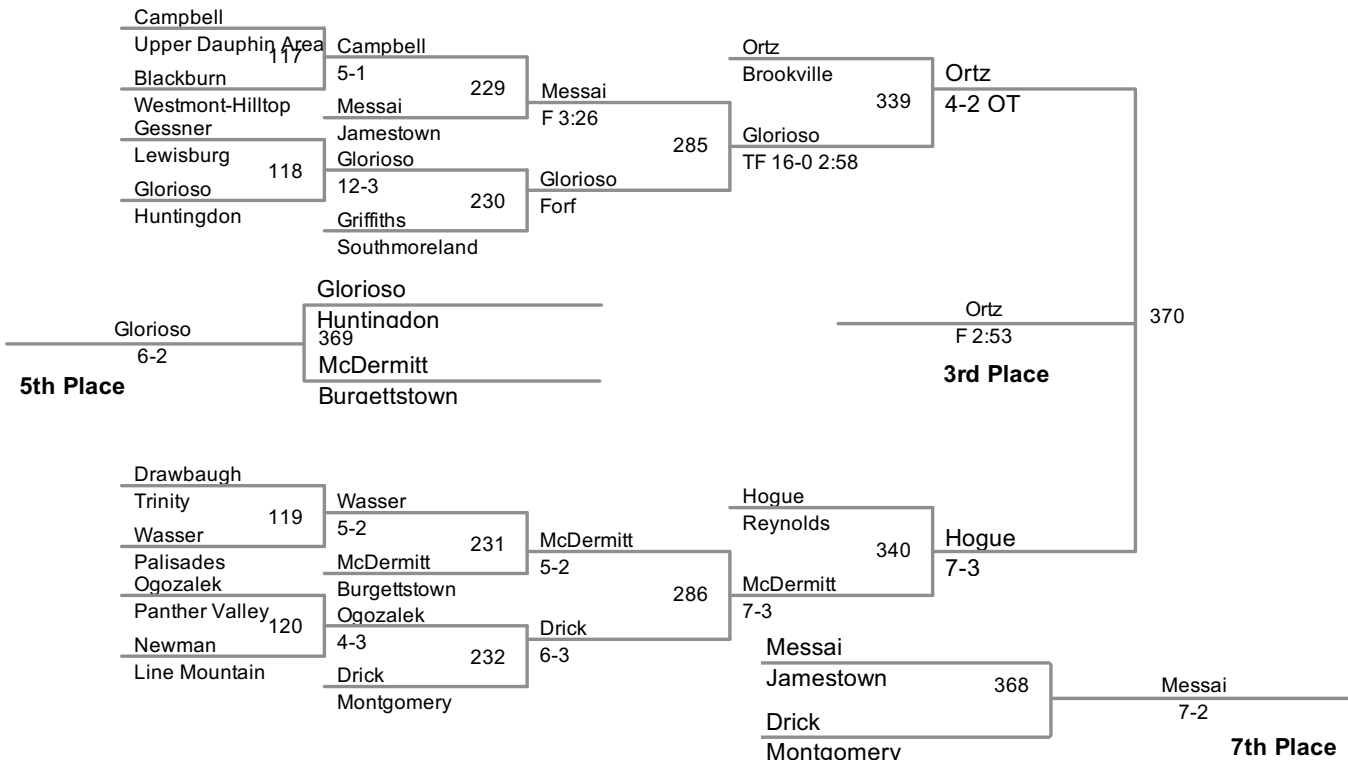 Campbell
Upper Dauphin Area
117
Blackburn
Westmont-Hilltop
Gessner
Lewisburg
118
Glorioso
Huntingdon
Campbell
5-1
229
Messai
Jamestown
Glorioso
12-3
230
Griffiths
Southmoreland
Messai
F 3:26
285
Glorioso
Forf
Ortz
Brookville
339
Glorioso
TF 16-0 2:58
Ortz
4-2 OT
Glorioso
Huntingdon
369
McDermitt
Burgettstown
Glorioso
6-2
5th Place
Ortz
F 2:53
3rd Place
370
Drawbaugh
Trinity
119
Wasser
Palisades
Ogozalek
Panther Valley
120
Newman
Line Mountain
Wasser
5-2
231
McDermitt
Burgettstown
Ogozalek
4-3
232
Drick
Montgomery
McDermitt
5-2
286
Drick
6-3
Hogue
Reynolds
340
McDermitt
7-3
Hogue
7-3
Messai
Jamestown
368
Drick
Montgomery
Messai
7-2
7th Place